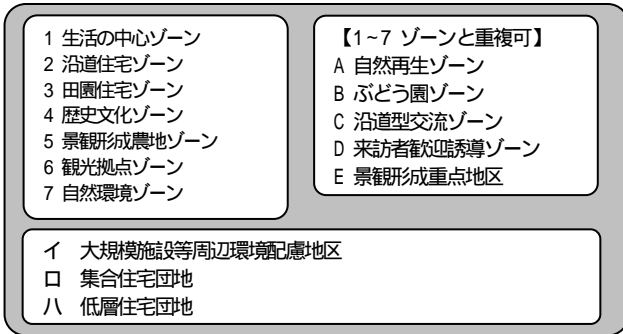 1 生活の中心ゾーン
2 沿道住宅ゾーン
3 田園住宅ゾーン
4 歴史文化ゾーン
5 景観形成農地ゾーン
6 観光拠点ゾーン
7 自然環境ゾーン
【1~7 ゾーンと重複可】
A 自然再生ゾーン
B ぶどう園ゾーン
C 沿道型交流ゾーン
D 来訪者歓迎誘導ゾーン
E 景観形成重点地区
イ 大規模施設等周辺環境配慮地区
ロ 集合住宅団地
ハ 低層住宅団地